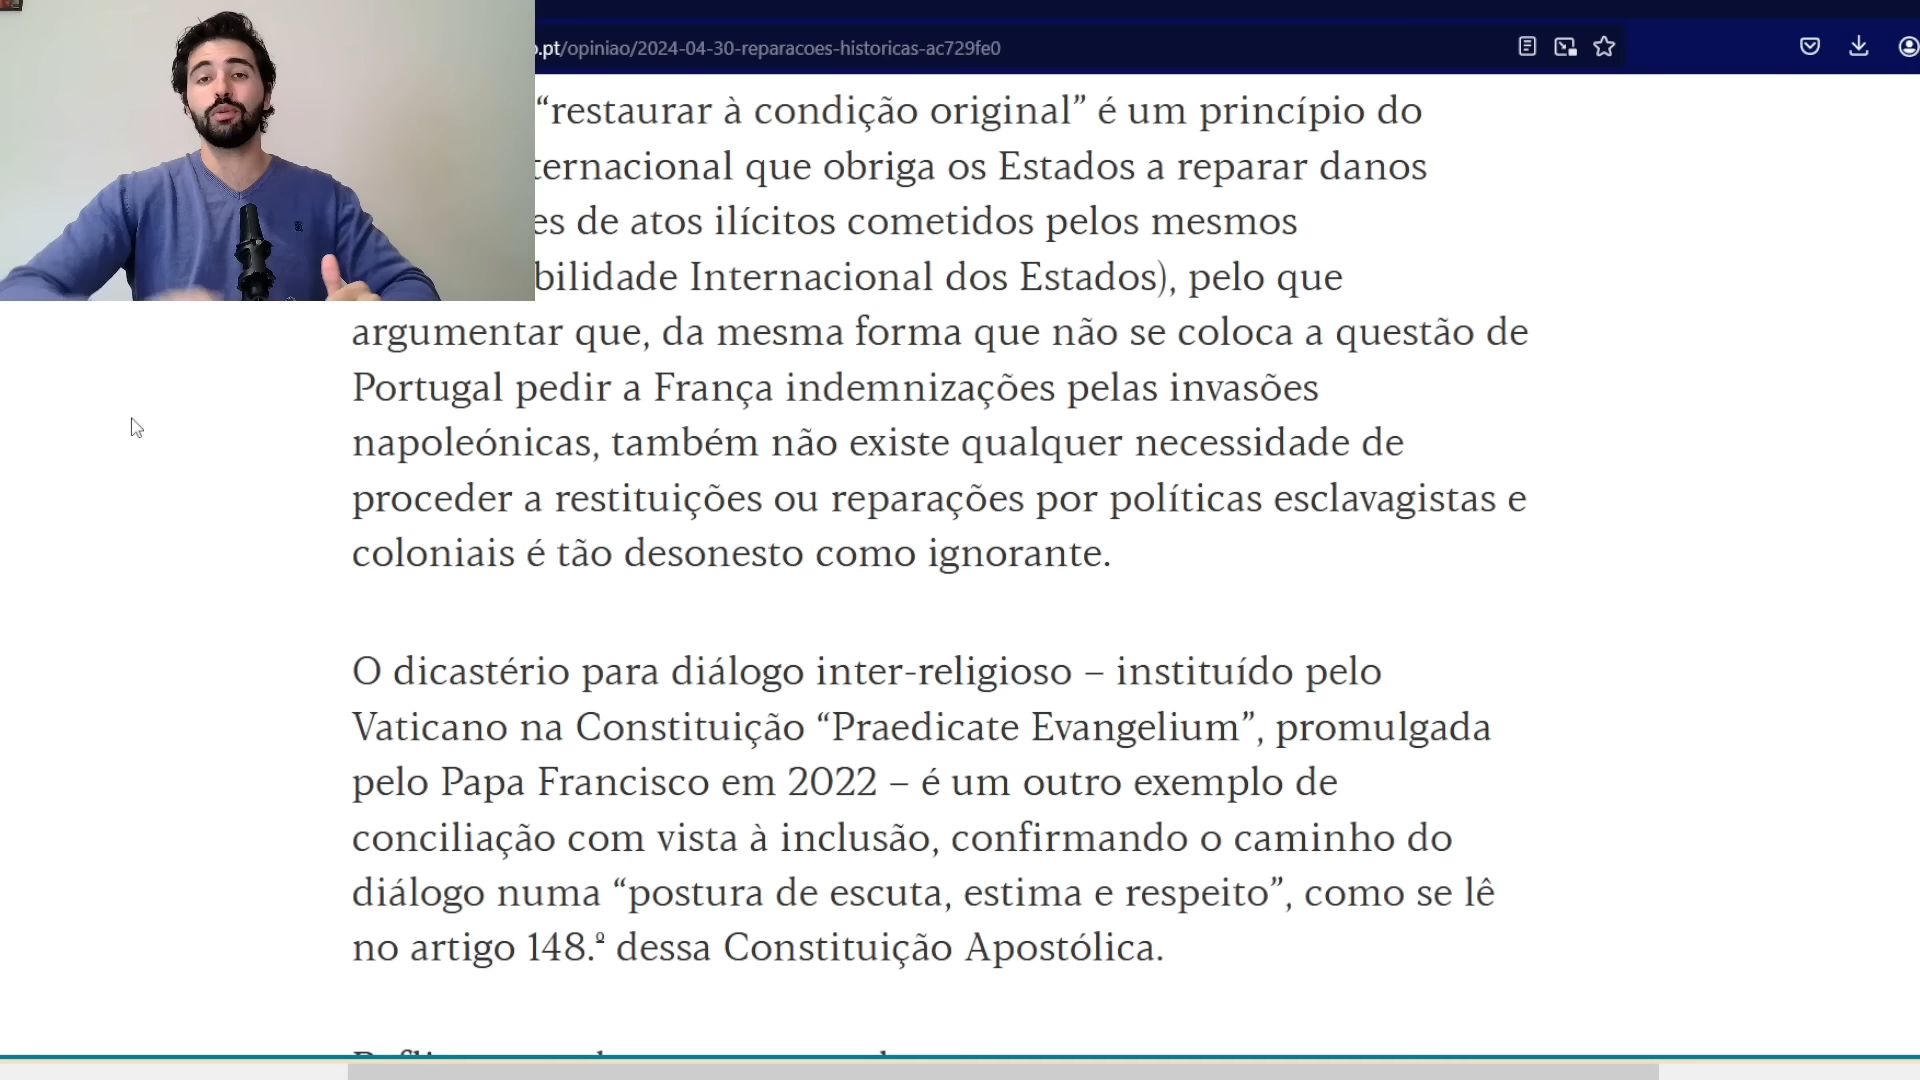 .pt/opiniao/2024-04-30-reparacoes-historicas-ac729fe0
“restaurar à condição original” é um princípio do
ternacional que obriga os Estados a reparar danos
es de atos ilícitos cometidos pelos mesmos
bilidade Internacional dos Estados), pelo que
argumentar que, da mesma forma que não se coloca a questão de
Portugal pedir a França indemnizações pelas invasões
napoleónicas, também não existe qualquer necessidade de
proceder a restituições ou reparações por políticas esclavagistas e
coloniais é tão desonesto como ignorante.
O dicastério para diálogo inter-religioso – instituído pelo
Vaticano na Constituição “Praedicate Evangelium”, promulgada
pelo Papa Francisco em 2022 – é um outro exemplo de
conciliação com vista à inclusão, confirmando o caminho do
diálogo numa “postura de escuta, estima e respeito”, como se lê
no artigo 148.º dessa Constituição Apostólica.